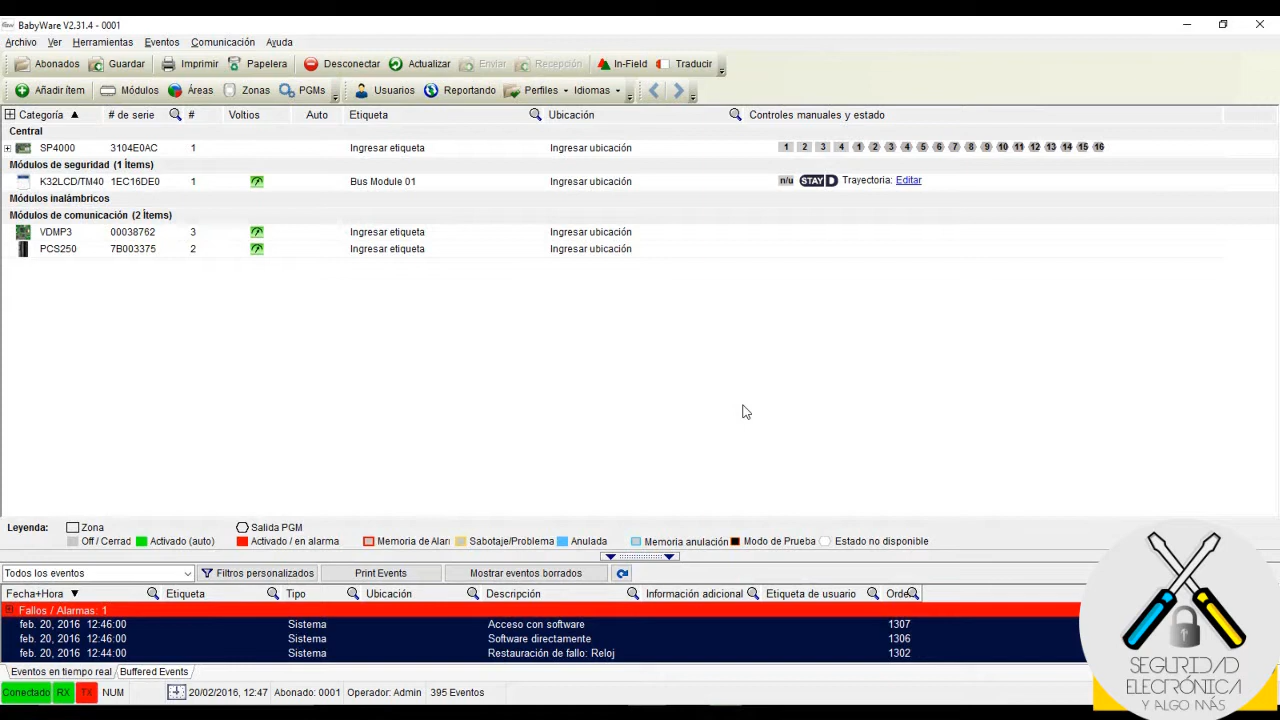 BabyWare V2.31.4 - 0001
Archivo Ver Herramientas Eventos Comunicación Ayuda
Abonados Guardar Imprimir Papelera Desconectar Actualizar Enviar Recepción In-Field Traducir
Añadir ítem Módulos Áreas Zonas PGMs Usuarios Reportando Perfiles Idiomas
Categoría # de serie # Voltios Auto Etiqueta Ubicación Controles manuales y estado
Central
SP4000 3104E0AC 1 Ingresar etiqueta Ingresar ubicación 1 2 3 4 1 2 3 4 5 6 7 8 9 10 11 12 13 14 15 16
Módulos de seguridad (1 Ítems)
K32LCD/TM40 1EC16DE0 1 Bus Module 01 Ingresar ubicación n/u STAY D Trayectoria: Editar
Módulos inalámbricos
Módulos de comunicación (2 Ítems)
VDMP3 00038762 3 Ingresar etiqueta Ingresar ubicación
PCS250 7B003375 2 Ingresar etiqueta Ingresar ubicación
Leyenda: Zona Salida PGM
Off / Cerrad Activado (auto) Activado / en alarma Memoria de Alar Sabotaje/Problema Anulada Memoria anulación Modo de Prueba Estado no disponible
Todos los eventos Filtros personalizados Print Events Mostrar eventos borrados
Fecha+Hora Etiqueta Tipo Ubicación Descripción Información adicional Etiqueta de usuario Orde
Fallos / Alarmas: 1
feb. 20, 2016 12:46:00 Sistema Acceso con software 1307
feb. 20, 2016 12:46:00 Sistema Software directamente 1306
feb. 20, 2016 12:44:00 Sistema Restauración de fallo: Reloj 1302
Eventos en tiempo real Buffered Events
Conectado RX TX NUM 20/02/2016, 12:47 Abonado: 0001 Operador: Admin 395 Eventos
SEGURIDAD
ELECTRÓNICA
Y ALGO MÁS